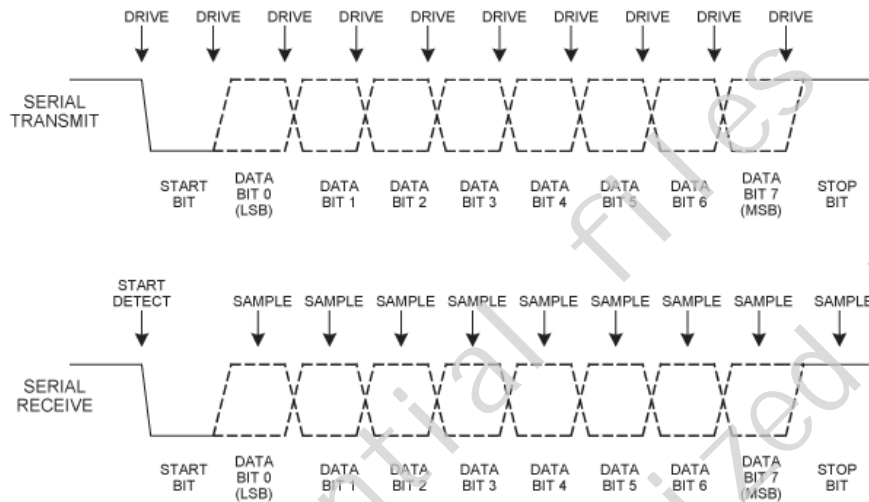 DRIVE DRIVE DRIVE DRIVE DRIVE DRIVE DRIVE DRIVE DRIVE DRIVE
SERIAL
TRANSMIT
START
BIT
DATA
BIT 0
(LSB)
DATA
BIT 1
DATA
BIT 2
DATA
BIT 3
DATA
BIT 4
DATA
BIT 5
DATA
BIT 6
DATA
BIT 7
(MSB)
STOP
BIT
START
DETECT
SAMPLE SAMPLE SAMPLE SAMPLE SAMPLE SAMPLE SAMPLE SAMPLE SAMPLE
SERIAL
RECEIVE
START
BIT
DATA
BIT 0
(LSB)
DATA
BIT 1
DATA
BIT 2
DATA
BIT 3
DATA
BIT 4
DATA
BIT 5
DATA
BIT 6
DATA
BIT 7
(MSB)
STOP
BIT
files